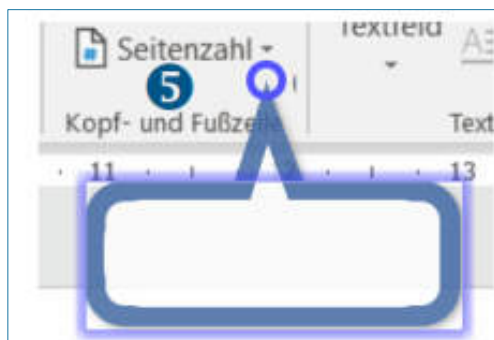 Textfeld
Seitenzahl
5
Kopf- und Fußzeile
Text
11
13